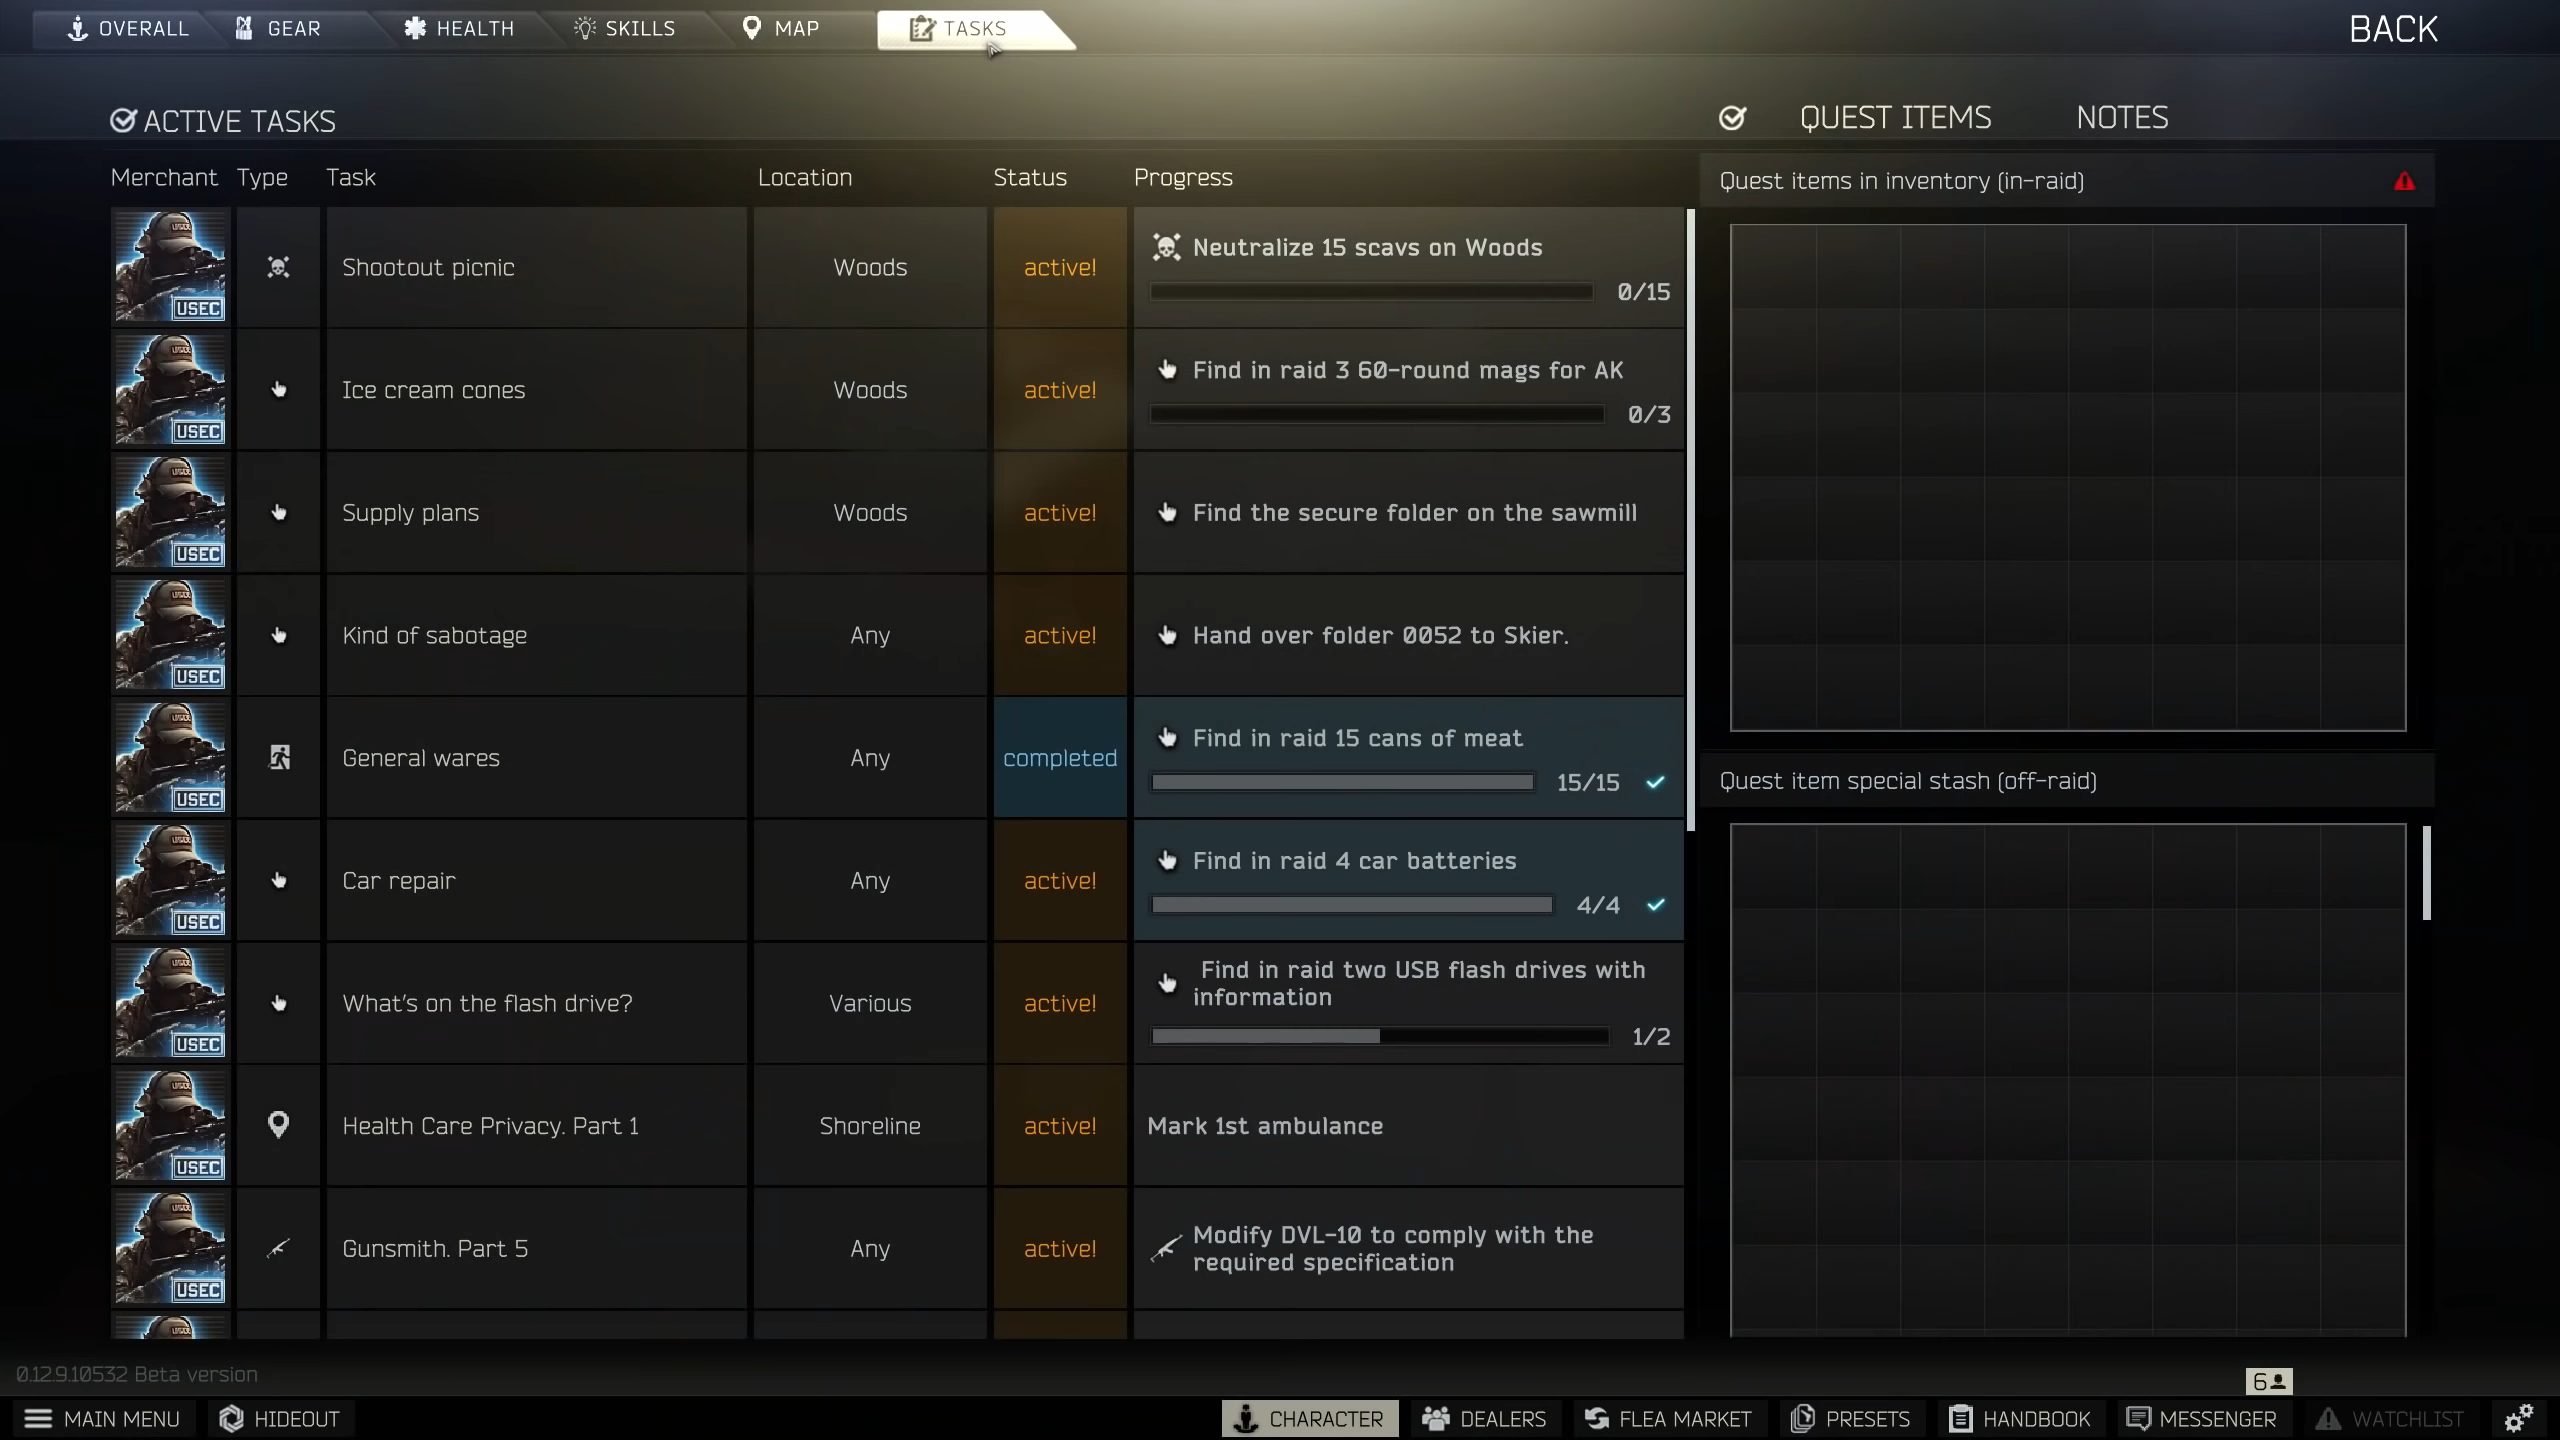 OVERALL
GEAR
HEALTH
SKILLS
MAP
TASKS
BACK
ACTIVE TASKS
QUEST ITEMS
NOTES
Merchant
Type
Task
Location
Status
Progress
Quest items in inventory (in-raid)
USEC
Shootout picnic
Woods
active!
Neutralize 15 scavs on Woods
0/15
USEC
Ice cream cones
Woods
active!
Find in raid 3 60-round mags for AK
0/3
USEC
Supply plans
Woods
active!
Find the secure folder on the sawmill
USEC
Kind of sabotage
Any
active!
Hand over folder 0052 to Skier.
USEC
General wares
Any
completed
Find in raid 15 cans of meat
15/15
Quest item special stash (off-raid)
USEC
Car repair
Any
active!
Find in raid 4 car batteries
4/4
USEC
What's on the flash drive?
Various
active!
Find in raid two USB flash drives with
information
1/2
USEC
Health Care Privacy. Part 1
Shoreline
active!
Mark 1st ambulance
USEC
Gunsmith. Part 5
Any
active!
Modify DVL-10 to comply with the
required specification
0.12.9.10532 Beta version
6
MAIN MENU
HIDEOUT
CHARACTER
DEALERS
FLEA MARKET
PRESETS
HANDBOOK
MESSENGER
WATCHLIST